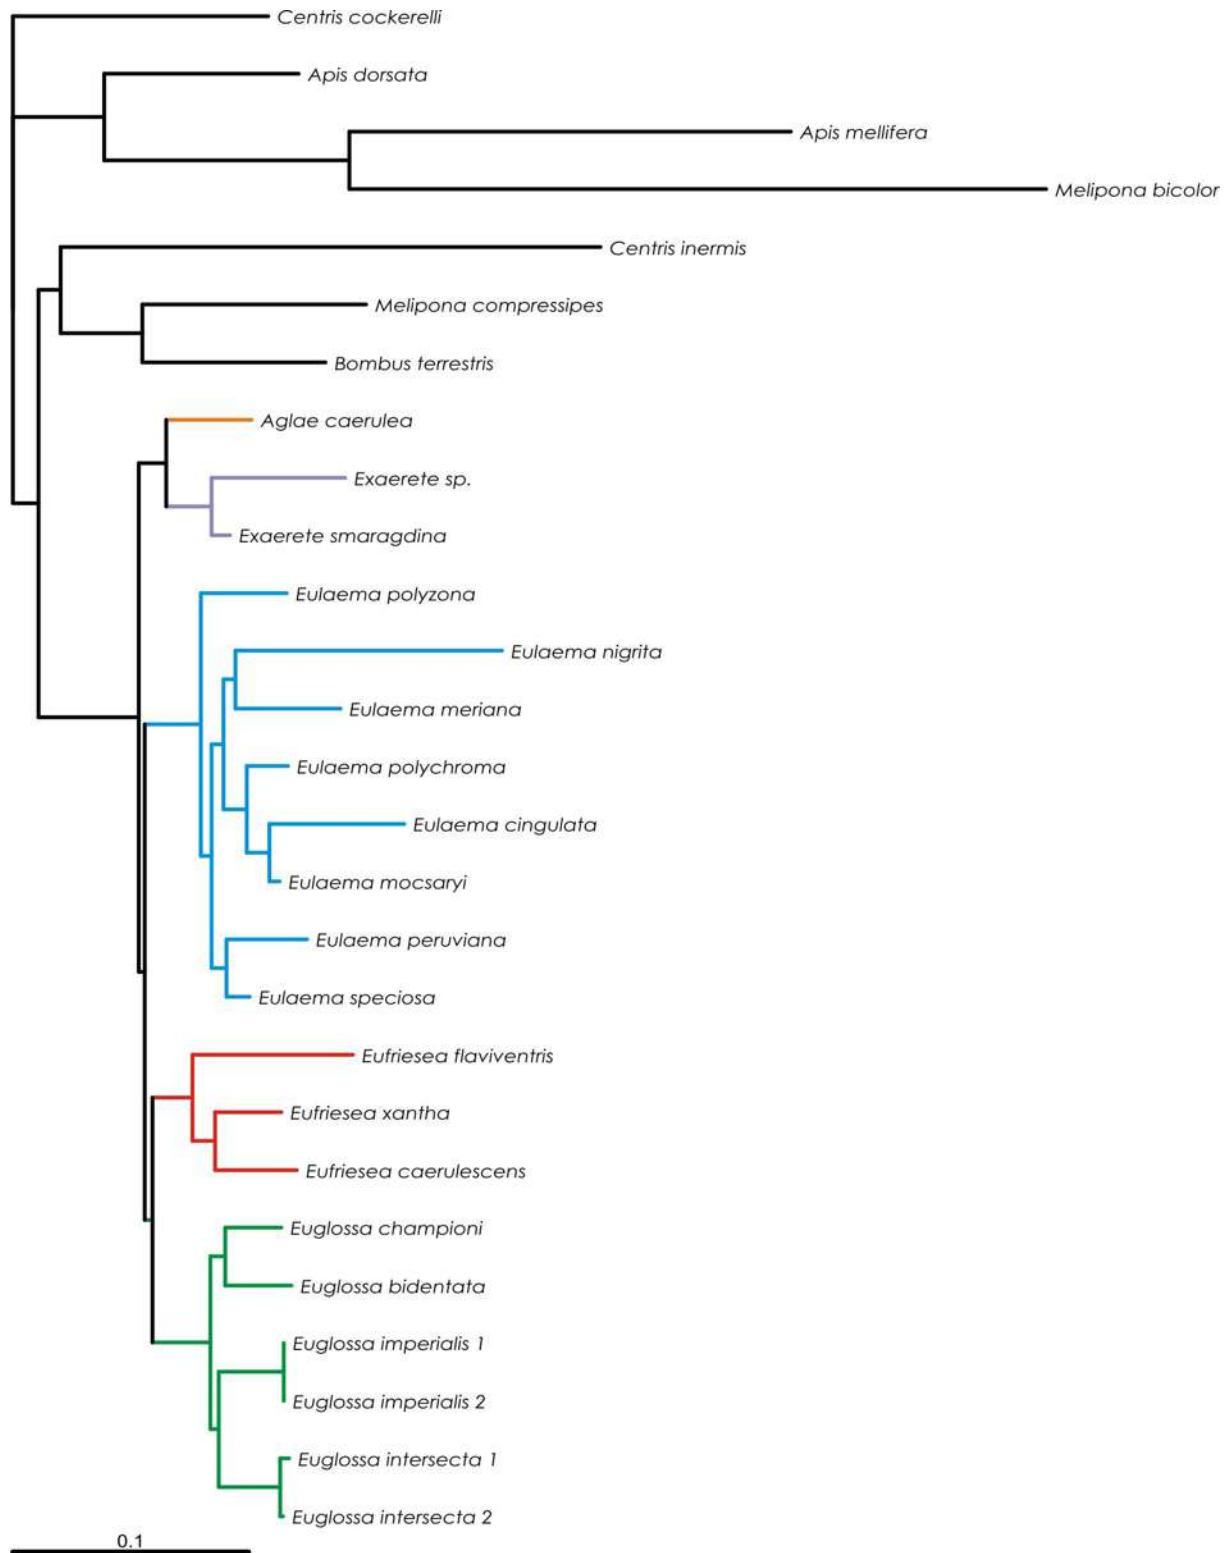 Centris cockerelli
Apis dorsata
Apis mellifera
Melipona bicolor
Centris inermis
Melipona compressipes
Bombus terrestris
Aglae caerulea
Exaerete sp.
Exaerete smaragdina
Eulaema polyzona
Eulaema nigrita
Eulaema meriana
Eulaema polychroma
Eulaema cingulata
Eulaema mocsaryi
Eulaema peruviana
Eulaema speciosa
Eufriesea flaviventris
Eufriesea xantha
Eufriesea caerulescens
Euglossa championi
Euglossa bidentata
Euglossa imperialis 1
Euglossa imperialis 2
Euglossa intersecta 1
Euglossa intersecta 2
0.1